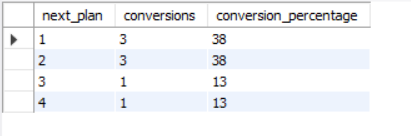 next_plan conversions conversion_percentage
1 3 38
2 3 38
3 1 13
4 1 13